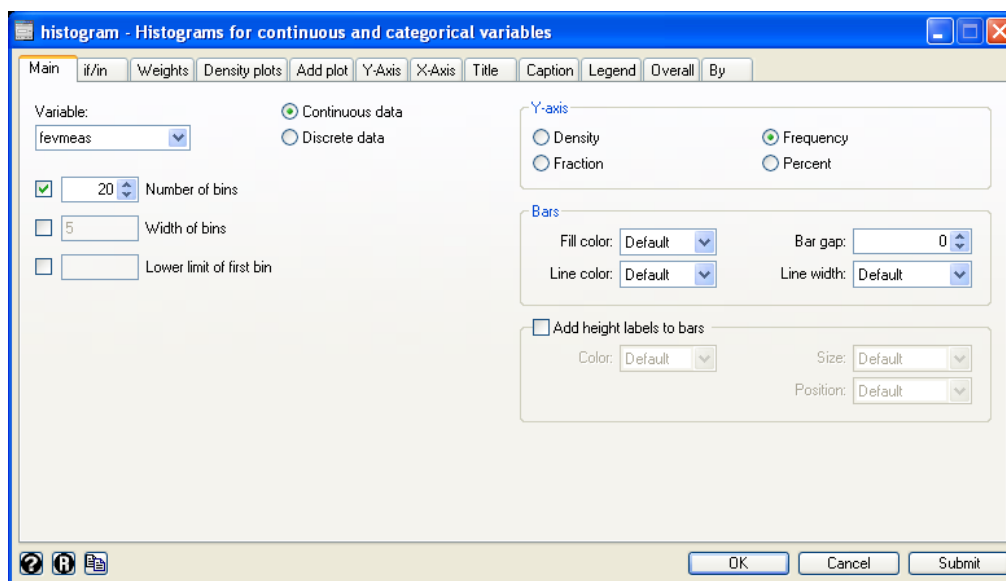 histogram - Histograms for continuous and categorical variables
Main if/in Weights Density plots Add plot Y-Axis X-Axis Title Caption Legend Overall By
Variable:
fevmeas
Continuous data
Discrete data
20 Number of bins
5 Width of bins
Lower limit of first bin
Y-axis
Density Frequency
Fraction Percent
Bars
Fill color: Default Bar gap: 0
Line color: Default Line width: Default
Add height labels to bars
Color: Default Size: Default
Position: Default
? R OK Cancel Submit